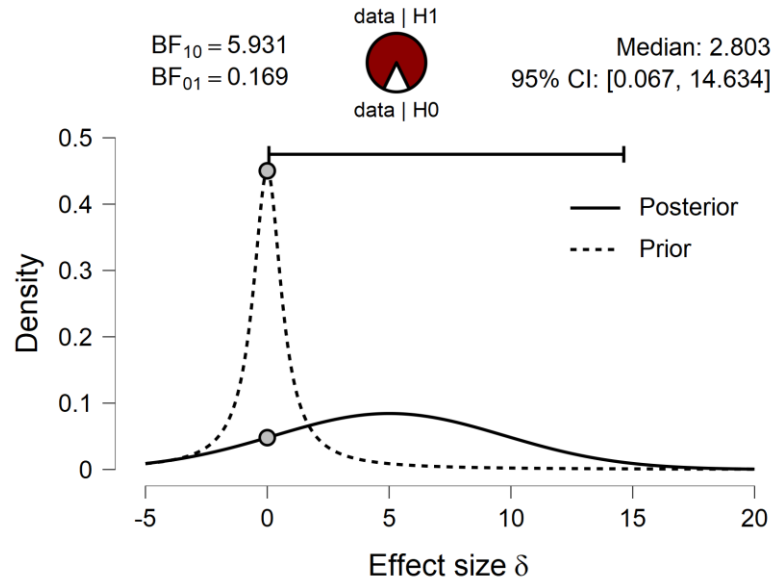 data | H1
BF₁₀ = 5.931
BF₀₁ = 0.169
Median: 2.803
95% CI: [0.067, 14.634]
data | H0
0.5
0.4
0.3
0.2
0.1
0
Density
Posterior
Prior
-5 0 5 10 15 20
Effect size δ